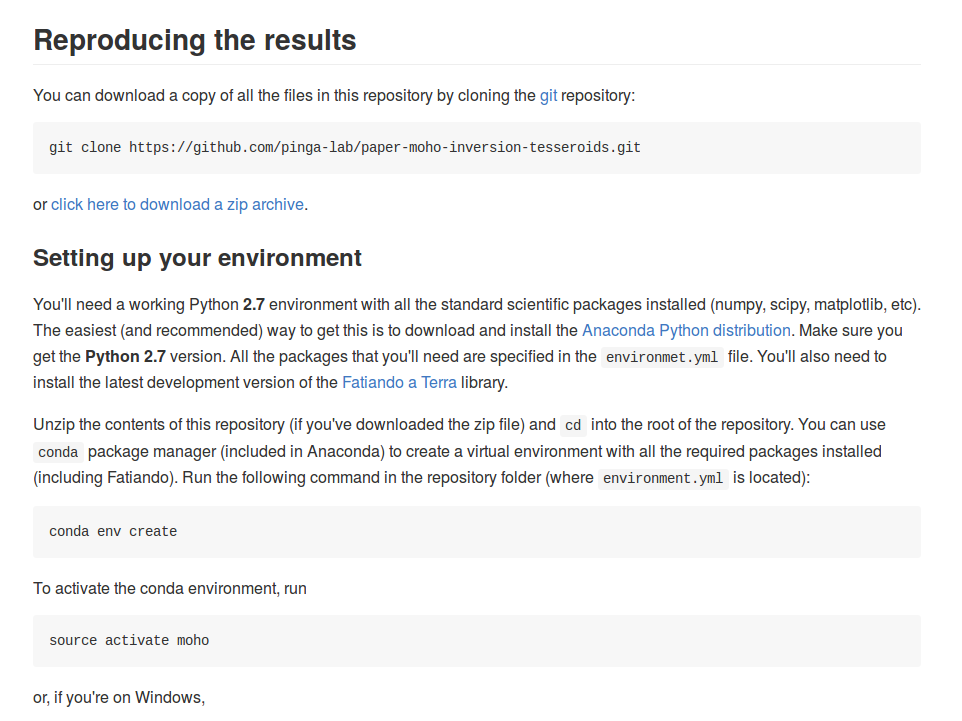 Reproducing the results
You can download a copy of all the files in this repository by cloning the git repository:
git clone https://github.com/pinga-lab/paper-moho-inversion-tesseroids.git
or click here to download a zip archive.
Setting up your environment
You'll need a working Python 2.7 environment with all the standard scientific packages installed (numpy, scipy, matplotlib, etc).
The easiest (and recommended) way to get this is to download and install the Anaconda Python distribution. Make sure you
get the Python 2.7 version. All the packages that you'll need are specified in the environmet.yml file. You'll also need to
install the latest development version of the Fatiando a Terra library.
Unzip the contents of this repository (if you've downloaded the zip file) and cd into the root of the repository. You can use
conda package manager (included in Anaconda) to create a virtual environment with all the required packages installed
(including Fatiando). Run the following command in the repository folder (where environment.yml is located):
conda env create
To activate the conda environment, run
source activate moho
or, if you're on Windows,